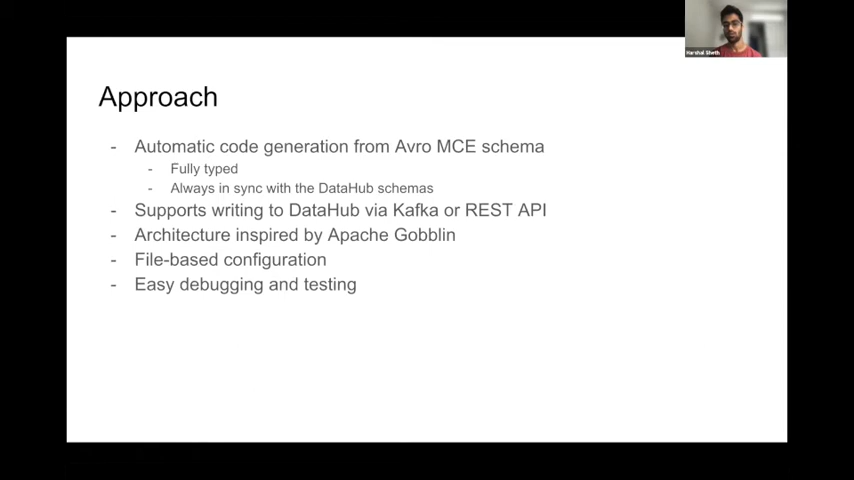 Harshal Sheth
Approach
- Automatic code generation from Avro MCE schema
- Fully typed
- Always in sync with the DataHub schemas
- Supports writing to DataHub via Kafka or REST API
- Architecture inspired by Apache Gobblin
- File-based configuration
- Easy debugging and testing